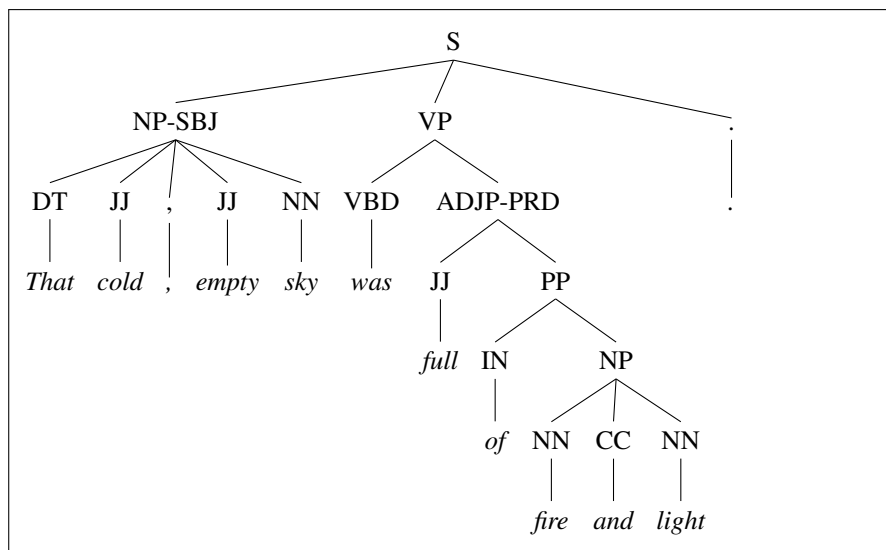 S
NP-SBJ VP .
DT JJ , JJ NN VBD ADJP-PRD .
That cold , empty sky was JJ PP
full IN NP
of NN CC NN
fire and light